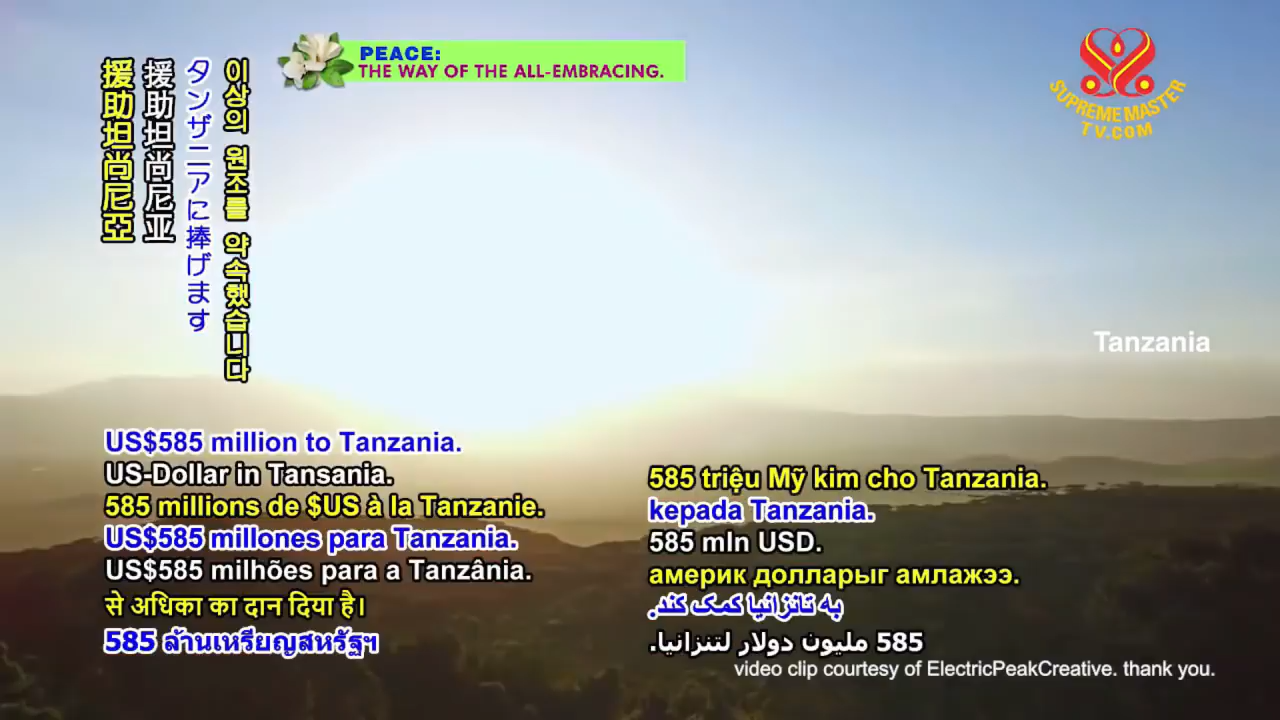 PEACE:
THE WAY OF THE ALL-EMBRACING.
SUPREME MASTER
TV.COM
援助坦尚尼亞
援助坦尚尼亚
タンザニアに捧げます
이상의 원조를 약속했습니다
Tanzania
US$585 million to Tanzania.
US-Dollar in Tansania.
585 millions de $US à la Tanzanie.
US$585 millones para Tanzania.
US$585 milhões para a Tanzânia.
से अधिका का दान दिया है।
585 ล้านเหรียญสหรัฐฯ
585 triệu Mỹ kim cho Tanzania.
kepada Tanzania.
585 mln USD.
америк долларыг амлажээ.
به تانزانیا کمک کند.
585 مليون دولار لتنزانيا.
video clip courtesy of ElectricPeakCreative. thank you.